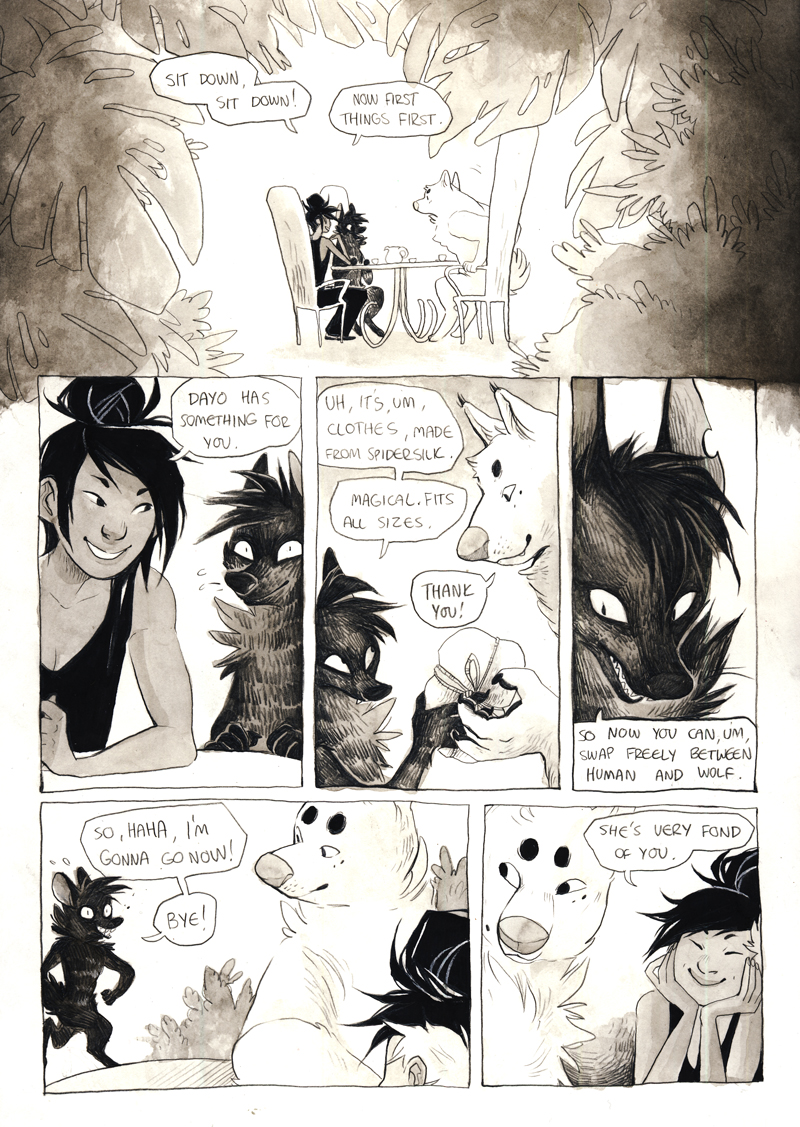 SIT DOWN,
SIT DOWN!
NOW FIRST
THINGS FIRST.
DAYO HAS
SOMETHING FOR
YOU.
UH, IT'S, UM,
CLOTHES, MADE
FROM SPIDERSILK.
MAGICAL. FITS
ALL SIZES.
THANK
YOU!
SO NOW YOU CAN, UM,
SWAP FREELY BETWEEN
HUMAN AND WOLF.
SO, HAHA, I'M
GONNA GO NOW!
BYE!
SHE'S VERY FOND
OF YOU.